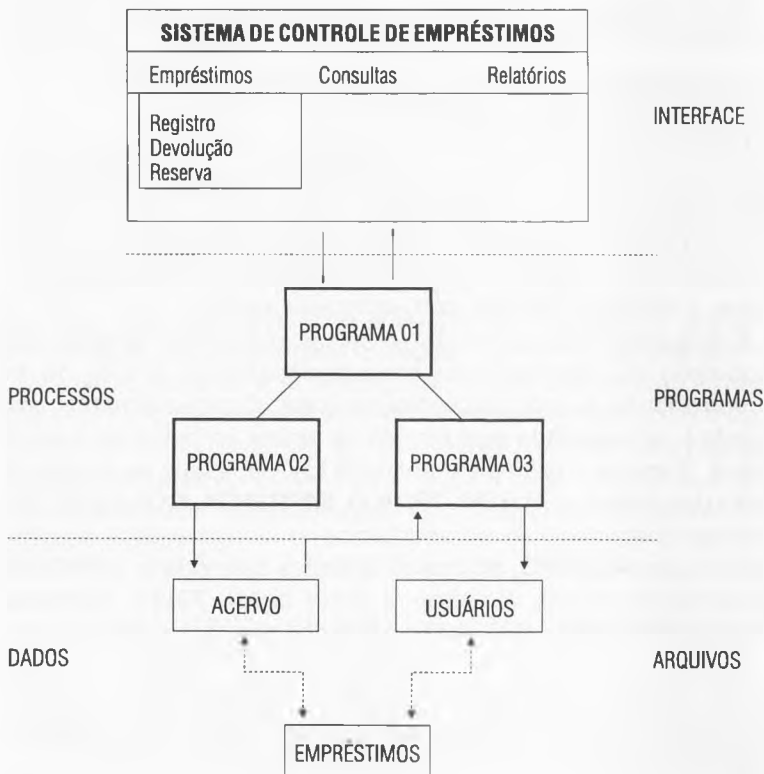 SISTEMA DE CONTROLE DE EMPRÉSTIMOS
Empréstimos Consultas Relatórios
Registro
Devolução
Reserva
INTERFACE
PROGRAMA 01
PROCESSOS
PROGRAMAS
PROGRAMA 02
PROGRAMA 03
ACERVO
USUÁRIOS
DADOS
ARQUIVOS
EMPRÉSTIMOS